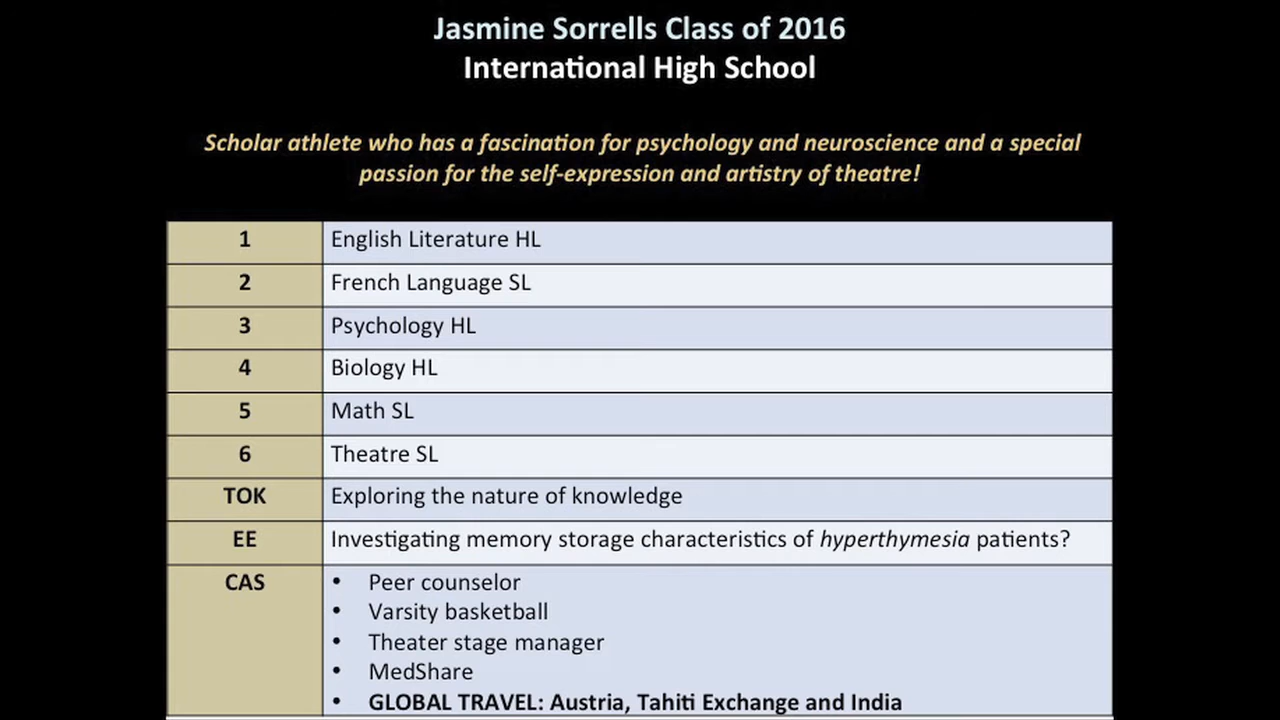 Jasmine Sorrells Class of 2016
International High School
Scholar athlete who has a fascination for psychology and neuroscience and a special
passion for the self-expression and artistry of theatre!
1 English Literature HL
2 French Language SL
3 Psychology HL
4 Biology HL
5 Math SL
6 Theatre SL
TOK Exploring the nature of knowledge
EE Investigating memory storage characteristics of hyperthymesia patients?
CAS • Peer counselor
• Varsity basketball
• Theater stage manager
• MedShare
• GLOBAL TRAVEL: Austria, Tahiti Exchange and India